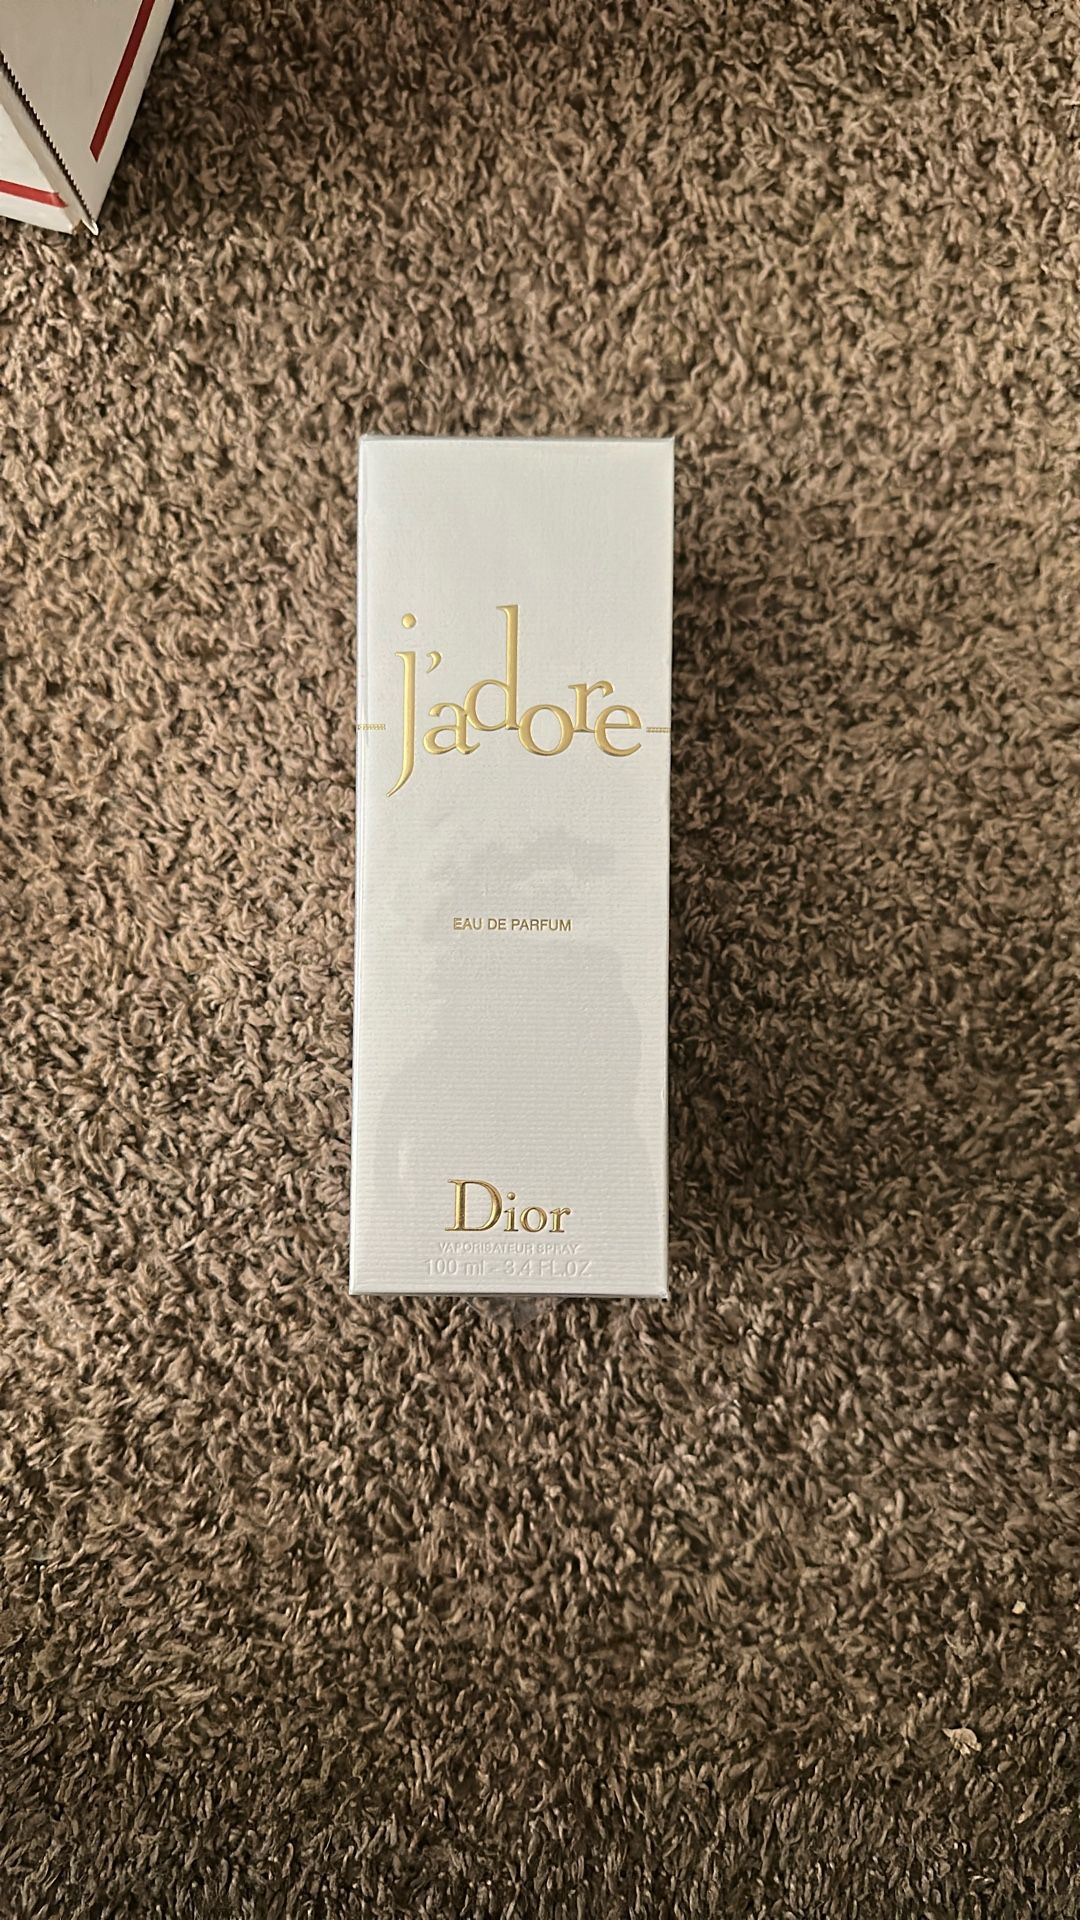 j'adore
EAU DE PARFUM
Dior
VAPORISATEUR SPRAY
100 ml - 3.4 FL.OZ